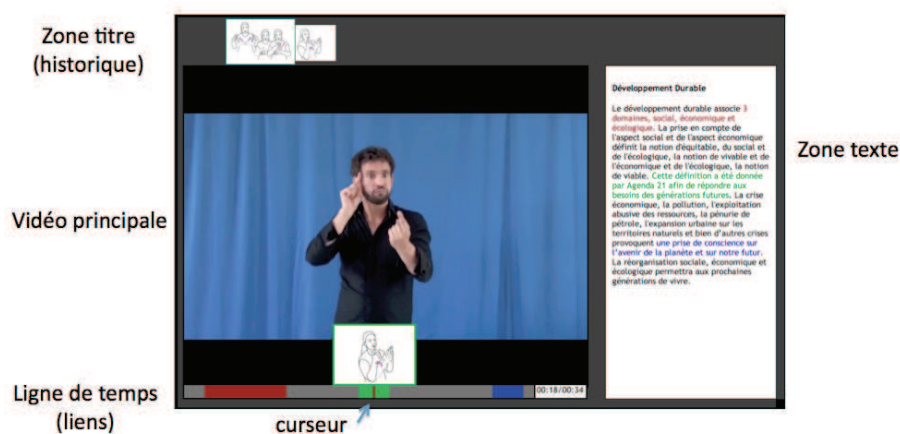 Zone titre
(historique)
Développement Durable
Le développement durable associe 3
domaines, social, économique et
écologique. La prise en compte de
l'aspect social et de l'aspect économique
définit la notion d'équitable, du social et
de l'écologique, la notion de vivable et de
l'économique et de l'écologique, la notion
de viable. Cette définition a été donnée
par Agenda 21 afin de répondre aux
besoins des générations futures. La crise
économique, la pollution, l'exploitation
abusive des ressources, la pénurie de
pétrole, l'expansion urbaine sur les
territoires naturels et bien d'autres crises
provoquent une prise de conscience sur
l'avenir de la planète et sur notre futur.
La réorganisation sociale, économique et
écologique permettra aux prochaines
générations de vivre.
Zone texte
Vidéo principale
Ligne de temps
(liens)
00:18/00:34
curseur